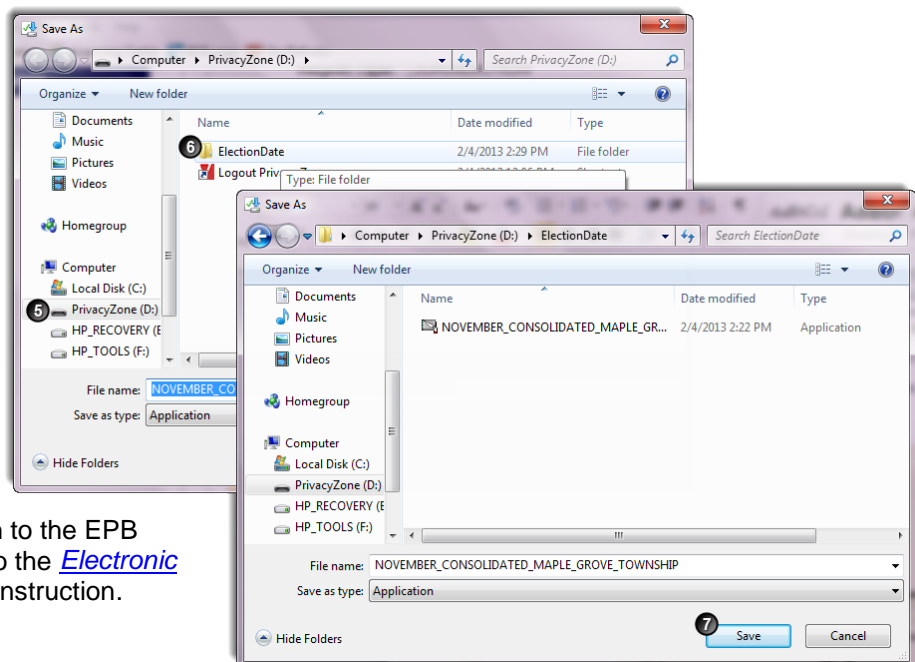 Save As
Computer ▸ PrivacyZone (D:) ▸
Search PrivacyZone (D:)
Organize ▾ New folder
Documents
Music
Pictures
Videos
Homegroup
Computer
Local Disk (C:)
5 PrivacyZone (D:)
HP_RECOVERY (E
HP_TOOLS (F:)
Name Date modified Type
6 ElectionDate 2/4/2013 2:29 PM File folder
Logout
Type: File folder
File name: NOVEMBER_CO
Save as type: Application
Hide Folders
Save As
Computer ▸ PrivacyZone (D:) ▸ ElectionDate
Search ElectionDate
Organize ▾ New folder
Documents
Music
Pictures
Videos
Homegroup
Computer
Local Disk (C:)
PrivacyZone (D:)
HP_RECOVERY (E
HP_TOOLS (F:)
Name Date modified Type
NOVEMBER_CONSOLIDATED_MAPLE_GR... 2/4/2013 2:22 PM Application
File name: NOVEMBER_CONSOLIDATED_MAPLE_GROVE_TOWNSHIP
Save as type: Application
Hide Folders
7 Save Cancel
n to the EPB
o the Electronic
nstruction.